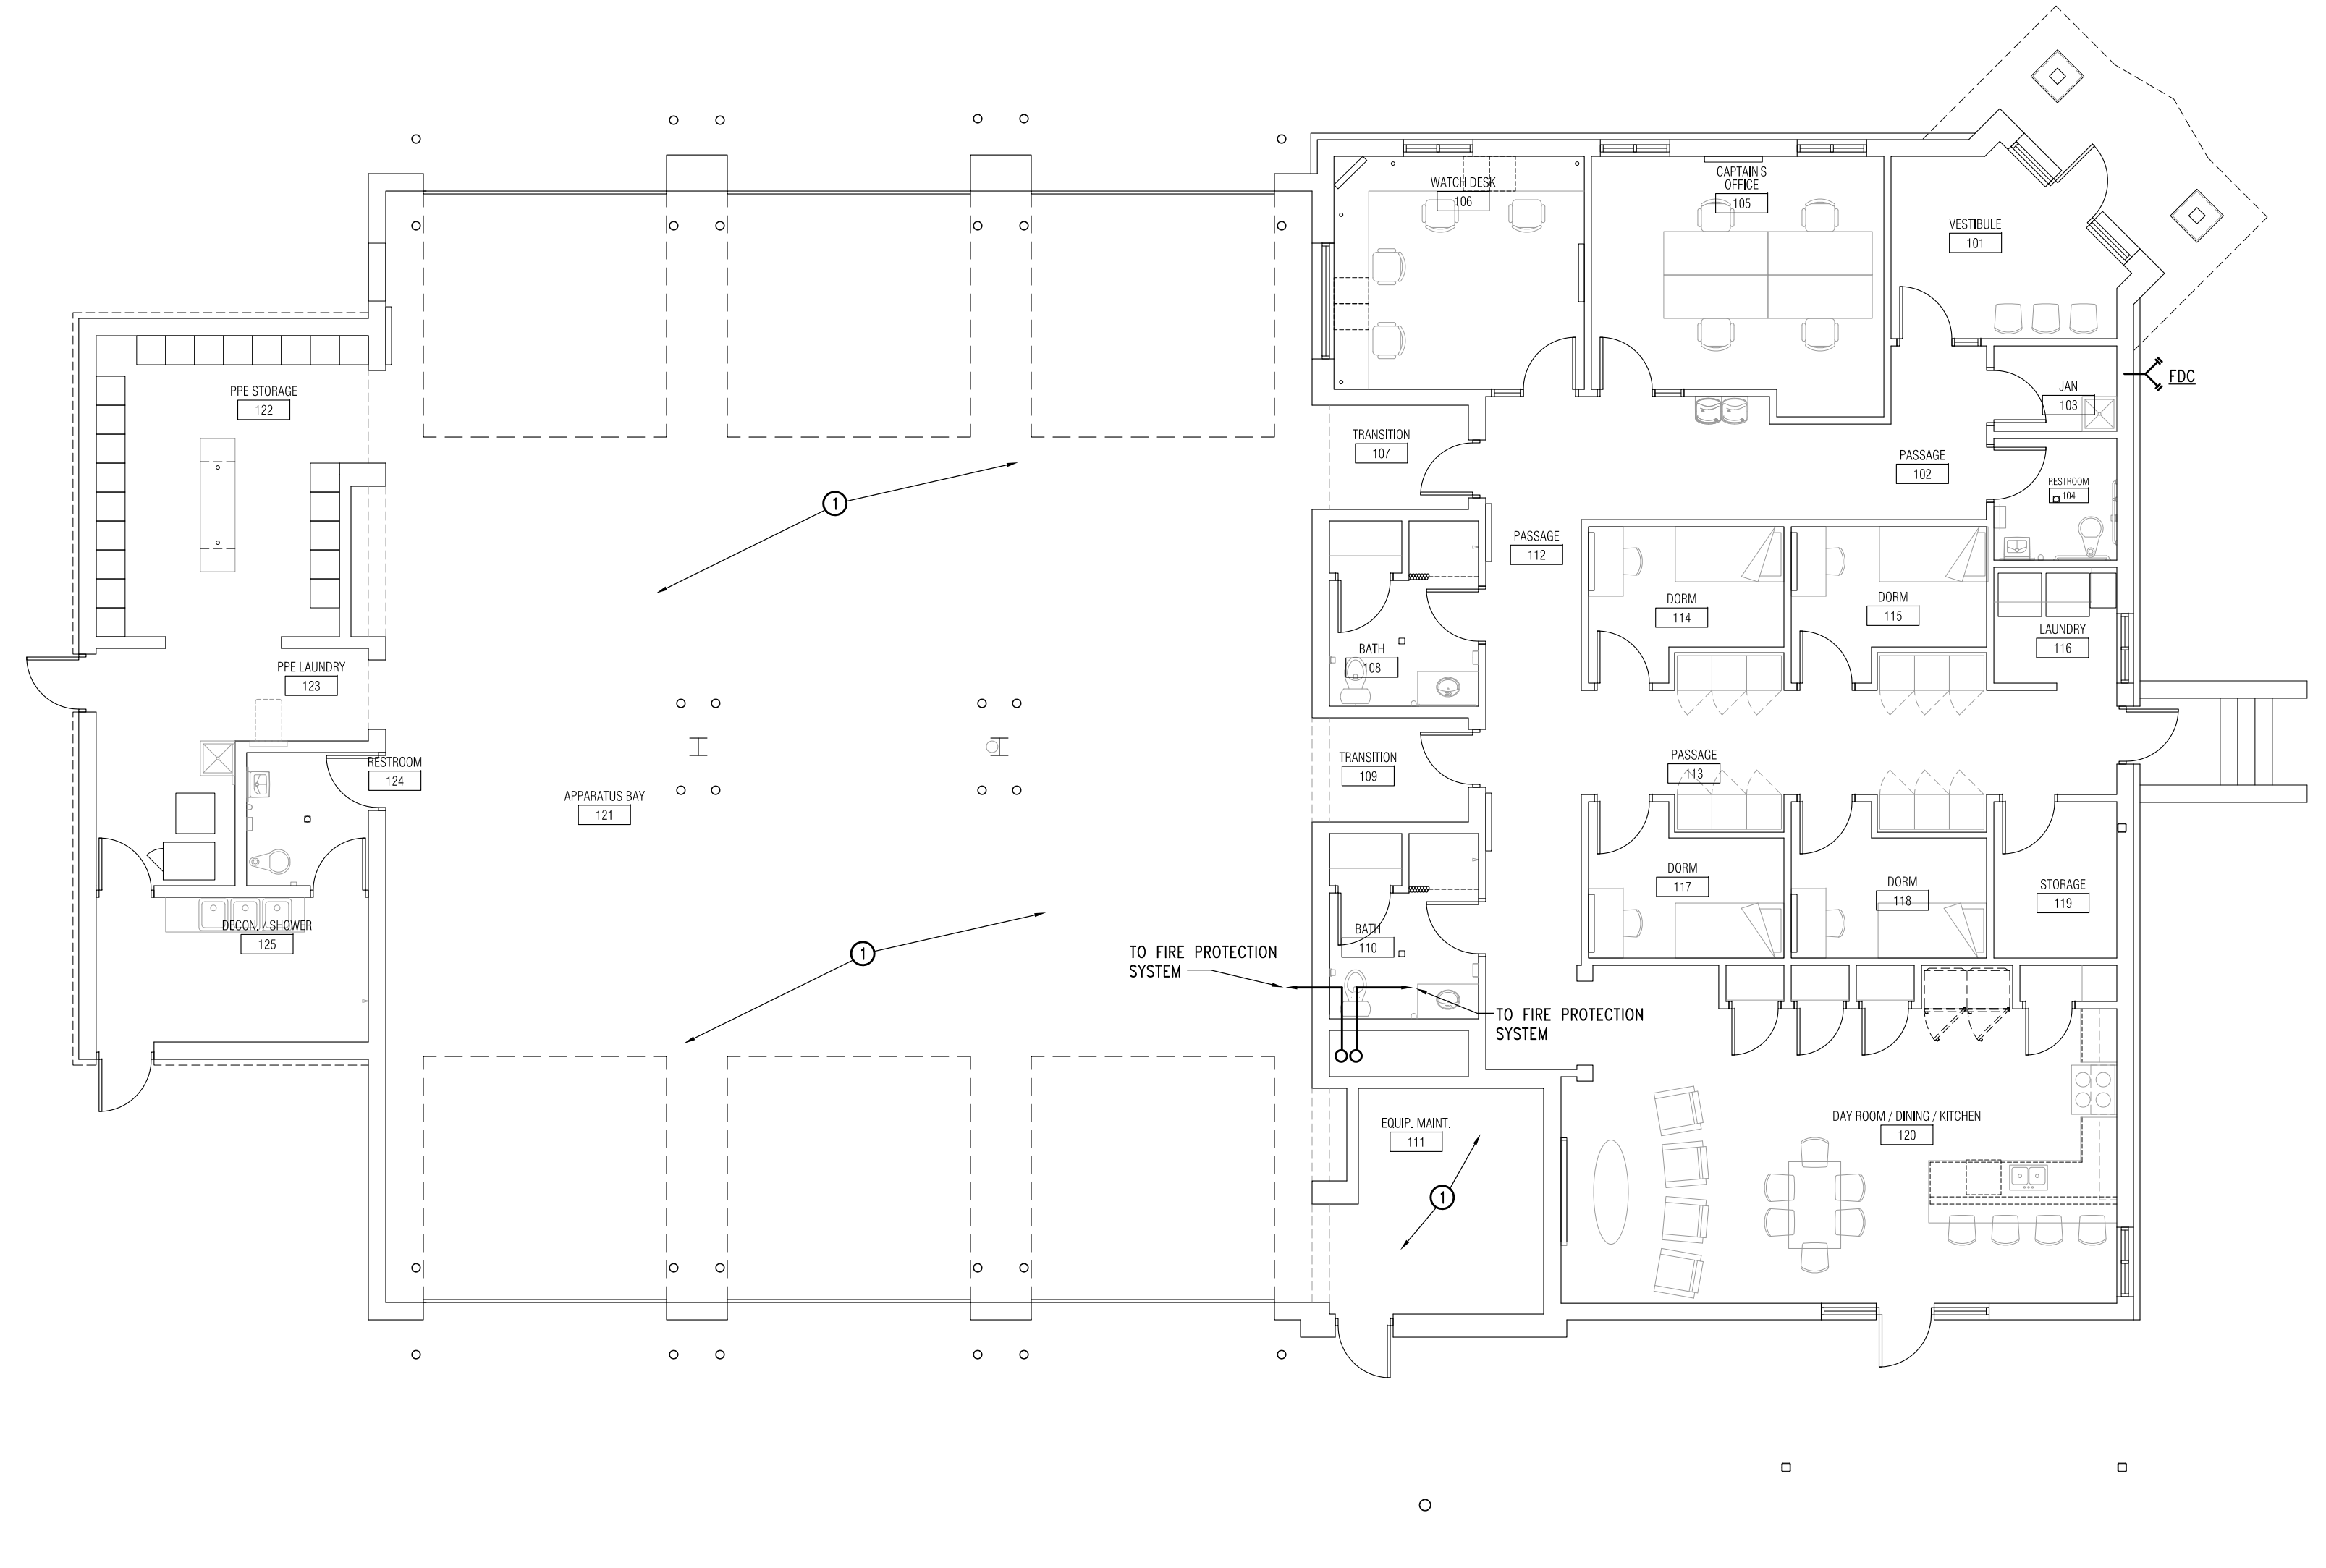 WATCH DESK
106
CAPTAIN'S
OFFICE
105
VESTIBULE
101
JAN
103
FDC
PPE STORAGE
122
TRANSITION
107
PASSAGE
102
RESTROOM
104
1
PASSAGE
112
DORM
114
DORM
115
LAUNDRY
116
BATH
108
PPE LAUNDRY
123
RESTROOM
124
TRANSITION
109
PASSAGE
113
APPARATUS BAY
121
DORM
117
DORM
118
STORAGE
119
DECON. / SHOWER
125
1
BATH
110
TO FIRE PROTECTION
SYSTEM
TO FIRE PROTECTION
SYSTEM
EQUIP. MAINT.
111
DAY ROOM / DINING / KITCHEN
120
1